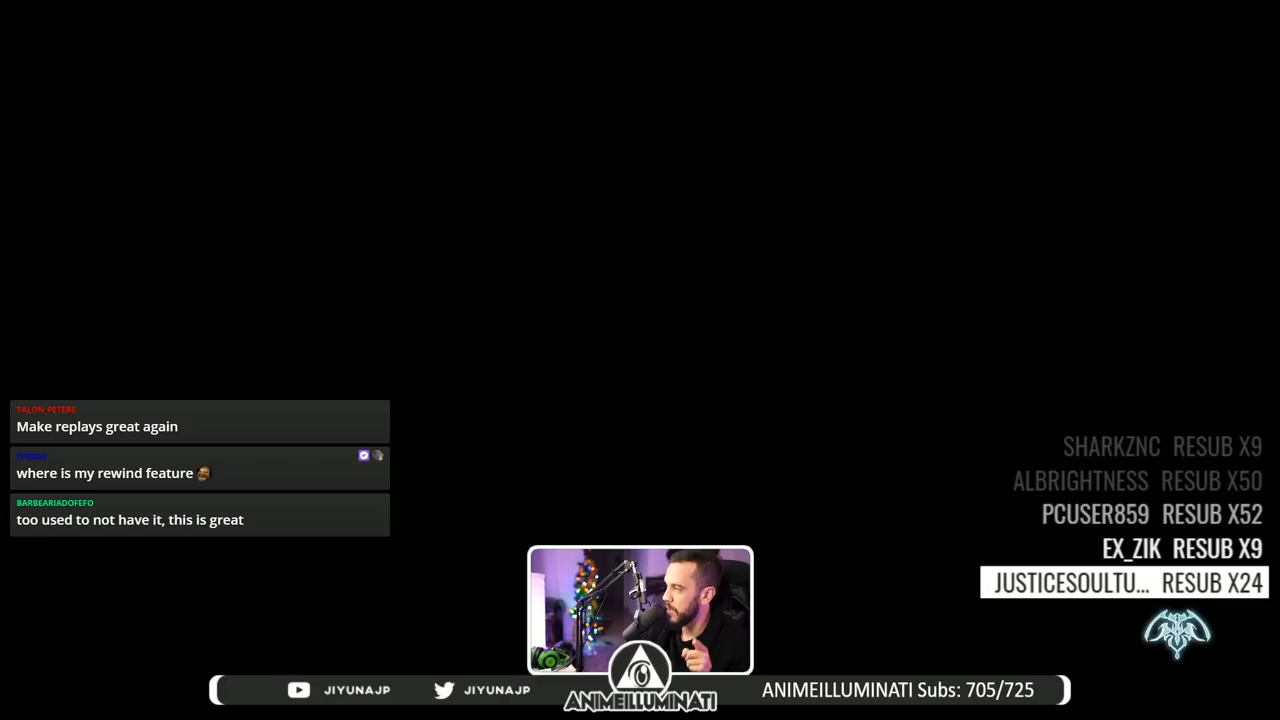 TALON_PETERS
Make replays great again
where is my rewind feature
BARBEARIADOFEFO
too used to not have it, this is great
SHARKZNC RESUB X9
ALBRIGHTNESS RESUB X50
PCUSER859 RESUB X52
EX_ZIK RESUB X9
JUSTICESOULTU... RESUB X24
JIYUNAJP
JIYUNAJP
ANIMEILLUMINATI
ANIMEILLUMINATI Subs: 705/725